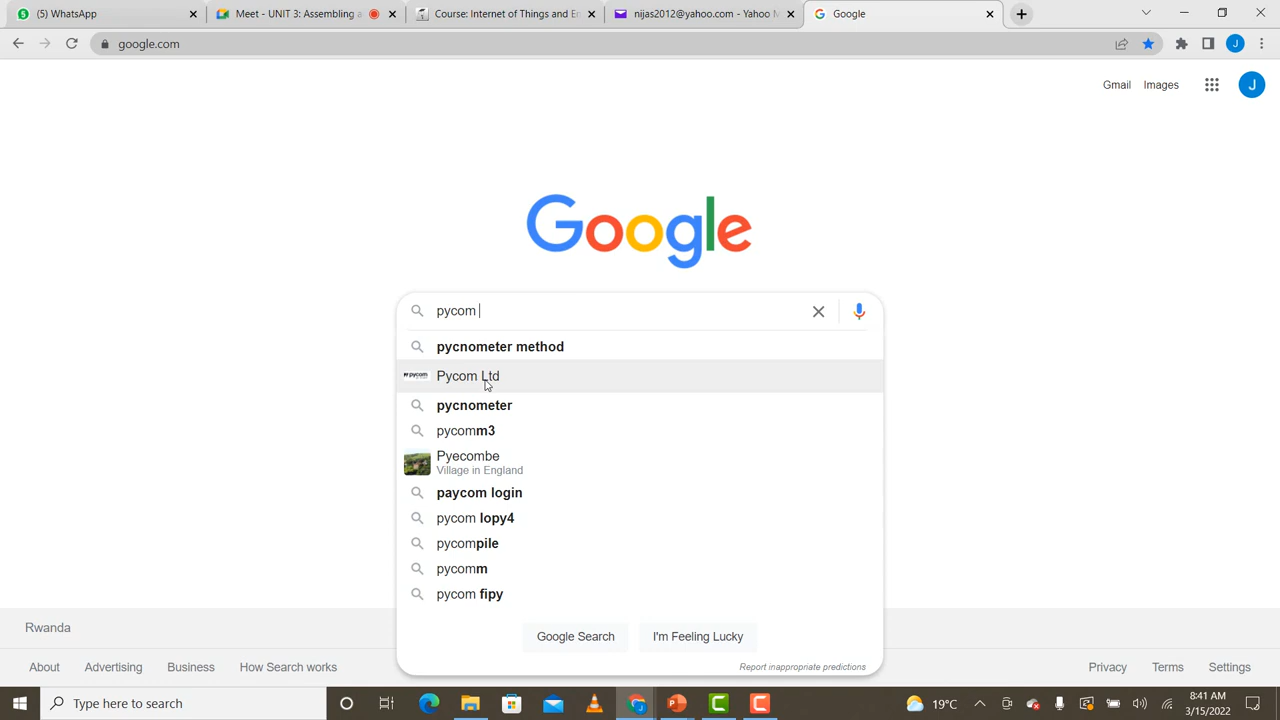 (5) WhatsApp
Meet - UNIT 3: Assembling a
Course: Internet of Things and Em
nijas2012@yahoo.com - Yahoo M
Google
google.com
J
Gmail Images
J
Google
pycom
pycnometer method
pycom Pycom Ltd
pycnometer
pycomm3
Pyecombe
Village in England
paycom login
pycom lopy4
pycompile
pycomm
pycom fipy
Google Search I'm Feeling Lucky
Report inappropriate predictions
Rwanda
About Advertising Business How Search works Privacy Terms Settings
Type here to search
19°C
8:41 AM
3/15/2022